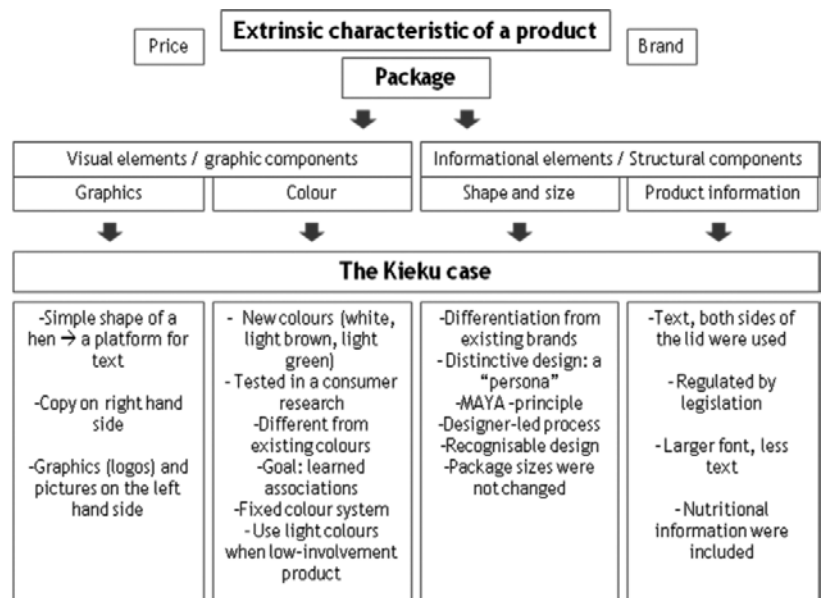 Extrinsic characteristic of a product
Price
Brand
Package
Visual elements / graphic components
Informational elements / Structural components
Graphics
Colour
Shape and size
Product information
The Kieku case
-Simple shape of a
hen → a platform for
text
-Copy on right hand
side
-Graphics (logos) and
pictures on the left
hand side
- New colours (white,
light brown, light
green)
-Tested in a consumer
research
-Different from
existing colours
-Goal: learned
associations
-Fixed colour system
-Use light colours
when low-involvement
product
-Differentiation from
existing brands
-Distinctive design: a
“persona”
-MAYA -principle
-Designer-led process
-Recognisable design
-Package sizes were
not changed
-Text, both sides of
the lid were used
-Regulated by
legislation
-Larger font, less
text
-Nutritional
information were
included